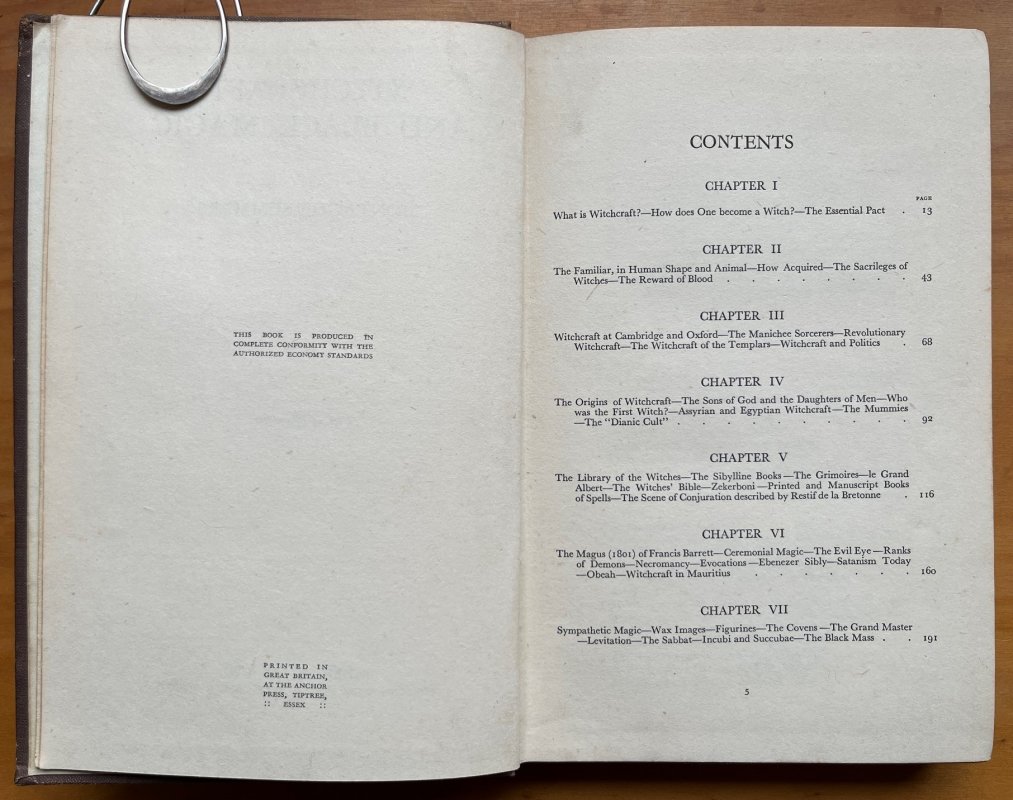 THIS BOOK IS PRODUCED IN
COMPLETE CONFORMITY WITH THE
AUTHORIZED ECONOMY STANDARDS
PRINTED IN
GREAT BRITAIN,
AT THE ANCHOR
PRESS, TIPTREE,
:: ESSEX ::
CONTENTS
CHAPTER I
PAGE
What is Witchcraft?—How does One become a Witch?—The Essential Pact . 13
CHAPTER II
The Familiar, in Human Shape and Animal—How Acquired—The Sacrileges of
Witches—The Reward of Blood . . . . . . . . 43
CHAPTER III
Witchcraft at Cambridge and Oxford—The Manichee Sorcerers—Revolutionary
Witchcraft—The Witchcraft of the Templars—Witchcraft and Politics . 68
CHAPTER IV
The Origins of Witchcraft—The Sons of God and the Daughters of Men—Who
was the First Witch?—Assyrian and Egyptian Witchcraft—The Mummies
—The "Dianic Cult" . . . . . . . . . . 92
CHAPTER V
The Library of the Witches—The Sibylline Books—The Grimoires—le Grand
Albert—The Witches' Bible—Zekerboni—Printed and Manuscript Books
of Spells—The Scene of Conjuration described by Restif de la Bretonne . 116
CHAPTER VI
The Magus (1801) of Francis Barrett—Ceremonial Magic—The Evil Eye—Ranks
of Demons—Necromancy—Evocations—Ebenezer Sibly—Satanism Today
—Obeah—Witchcraft in Mauritius . . . . . . . 160
CHAPTER VII
Sympathetic Magic—Wax Images—Figurines—The Covens—The Grand Master
—Levitation—The Sabbat—Incubi and Succubae—The Black Mass . . 191
5